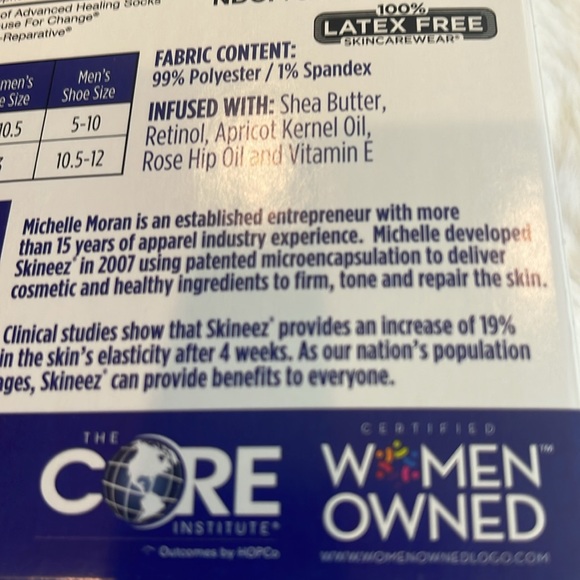 of Advanced Healing Socks
use For Change®
-Reparative®
100%
LATEX FREE
SKINCAREWEAR®
men's
Size
Men's
Shoe Size
10.5
5-10
10.5-12
FABRIC CONTENT:
99% Polyester / 1% Spandex
INFUSED WITH: Shea Butter,
Retinol, Apricot Kernel Oil,
Rose Hip Oil and Vitamin E
Michelle Moran is an established entrepreneur with more
than 15 years of apparel industry experience. Michelle developed
Skineez® in 2007 using patented microencapsulation to deliver
cosmetic and healthy ingredients to firm, tone and repair the skin.
Clinical studies show that Skineez® provides an increase of 19%
in the skin's elasticity after 4 weeks. As our nation's population
ages, Skineez® can provide benefits to everyone.
THE
CORE
INSTITUTE®
Outcomes by HOPCo
CERTIFIED
WOMEN™
OWNED
WWW.WOMENOWNEDLOGO.COM